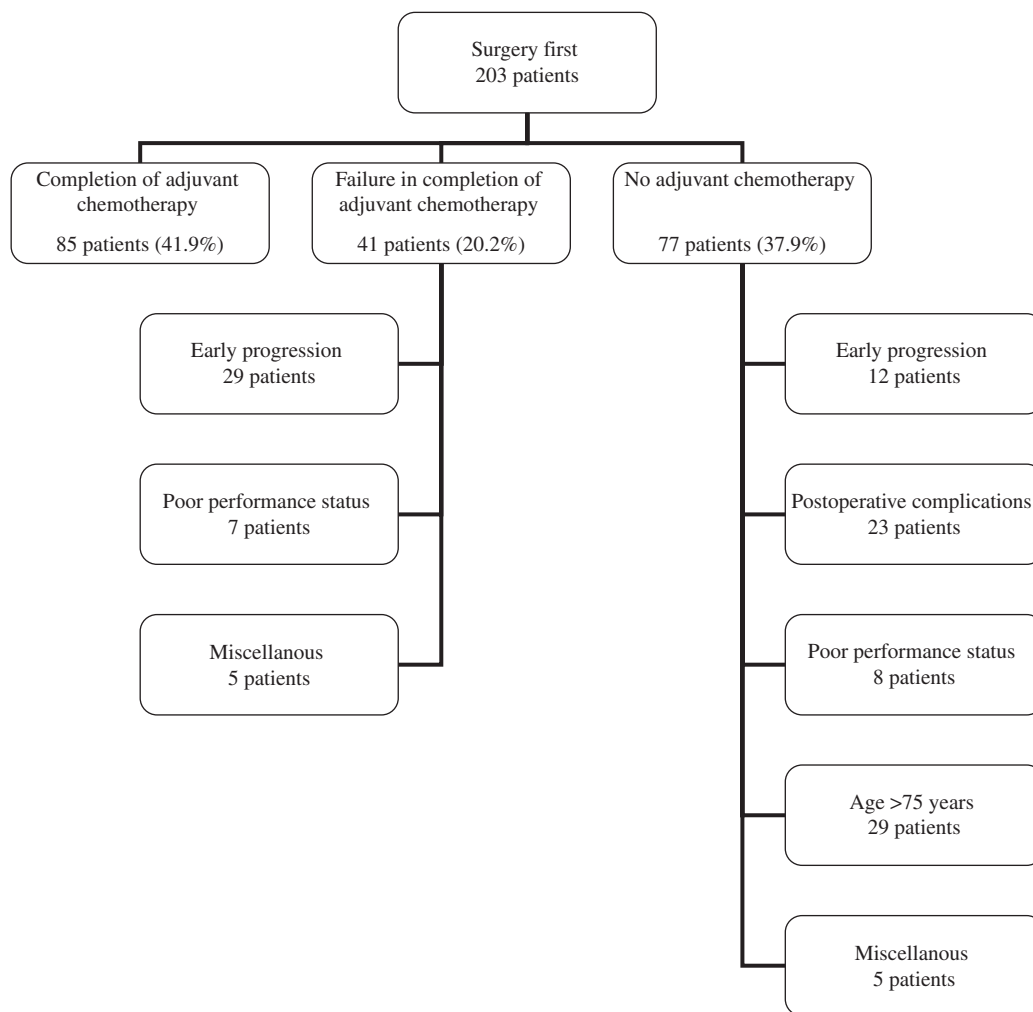 Surgery first
203 patients
Completion of adjuvant
chemotherapy
85 patients (41.9%)
Failure in completion of
adjuvant chemotherapy
41 patients (20.2%)
No adjuvant chemotherapy
77 patients (37.9%)
Early progression
29 patients
Poor performance status
7 patients
Miscellanous
5 patients
Early progression
12 patients
Postoperative complications
23 patients
Poor performance status
8 patients
Age >75 years
29 patients
Miscellanous
5 patients